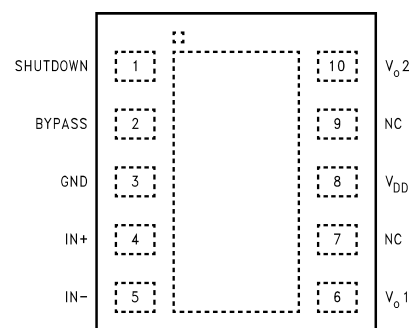 SHUTDOWN 1 10 Vo2
BYPASS 2 9 NC
GND 3 8 VDD
IN+ 4 7 NC
IN- 5 6 Vo1